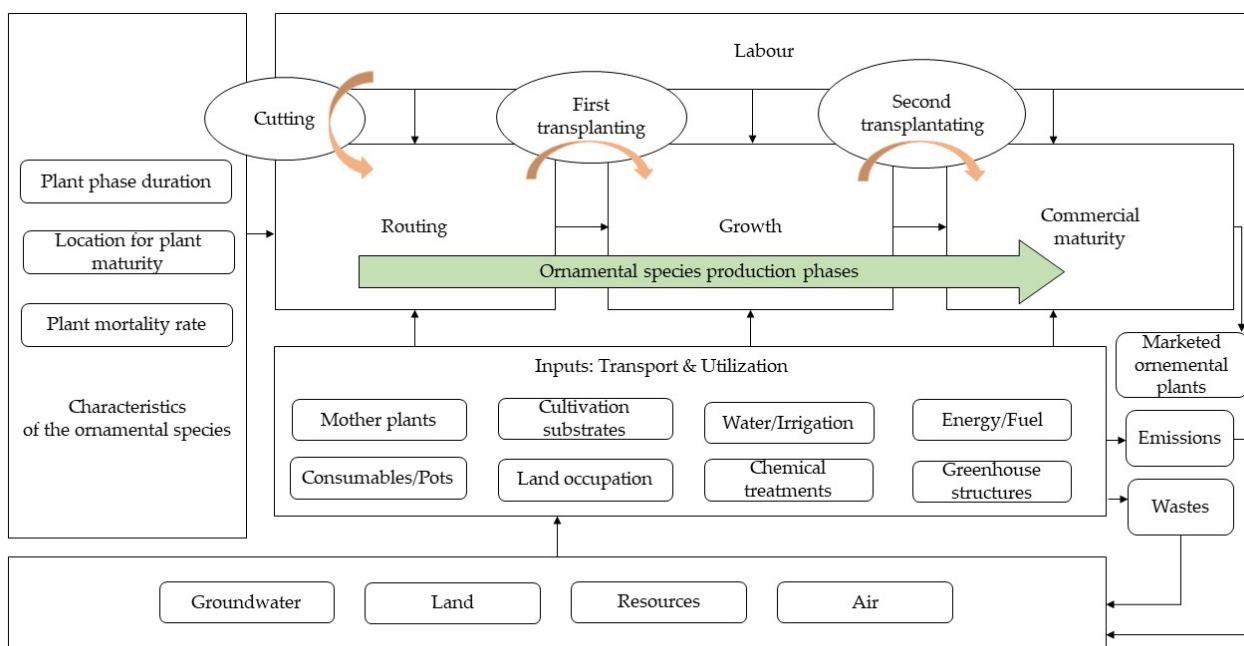 Labour
Cutting
First
transplanting
Second
transplantating
Plant phase duration
Location for plant
maturity
Plant mortality rate
Characteristics
of the ornamental species
Routing
Growth
Commercial
maturity
Ornamental species production phases
Inputs: Transport & Utilization
Mother plants
Cultivation
substrates
Water/Irrigation
Energy/Fuel
Consumables/Pots
Land occupation
Chemical
treatments
Greenhouse
structures
Marketed
ornemental
plants
Emissions
Wastes
Groundwater
Land
Resources
Air